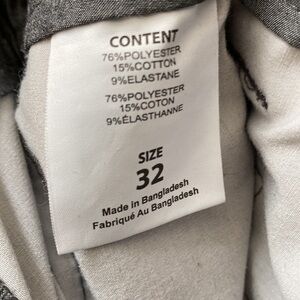 CONTENT
76%POLYESTER
15%COTTON
9%ELASTANE
76%POLYESTER
15%COTON
9%ÉLASTHANNE
SIZE
32
Made in Bangladesh
Fabriqué Au Bangladesh